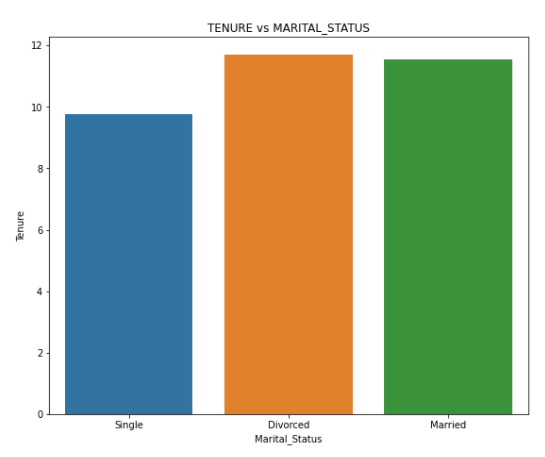 TENURE vs MARITAL_STATUS
12
10
8
6
4
2
0
Tenure
Single Divorced Married
Marital_Status